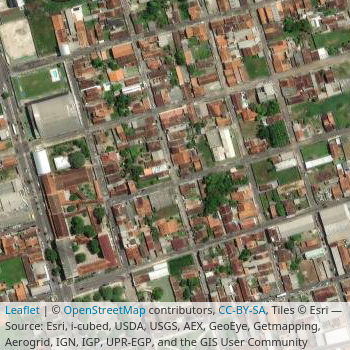 Leaflet | © OpenStreetMap contributors, CC-BY-SA, Tiles © Esri —
Source: Esri, i-cubed, USDA, USGS, AEX, GeoEye, Getmapping,
Aerogrid, IGN, IGP, UPR-EGP, and the GIS User Community